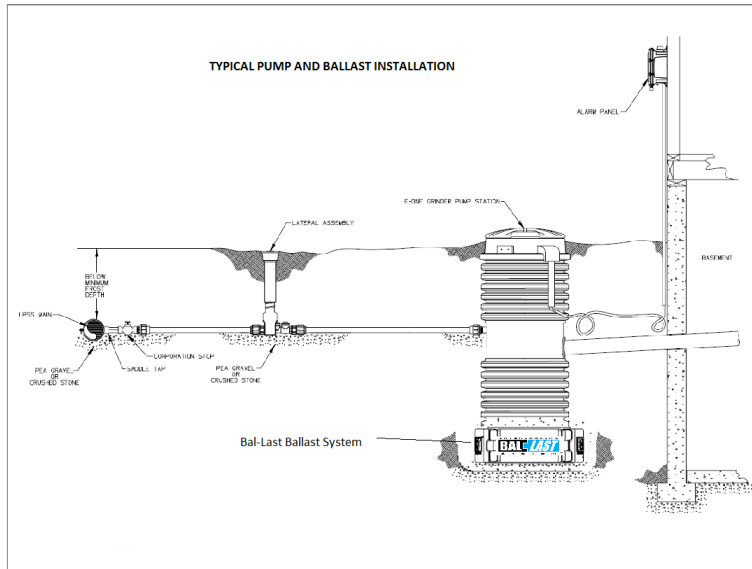 TYPICAL PUMP AND BALLAST INSTALLATION
ALARM PANEL
E-ONE GRINDER PUMP STATION
LATERAL ASSEMBLY
BASEMENT
BELOW
MINIMUM
FROST
DEPTH
LPSS MAIN
CORPORATION STOP
SADDLE TAP
PEA GRAVEL
OR
CRUSHED STONE
PEA GRAVEL
OR
CRUSHED STONE
Bal-Last Ballast System
BAL LAST